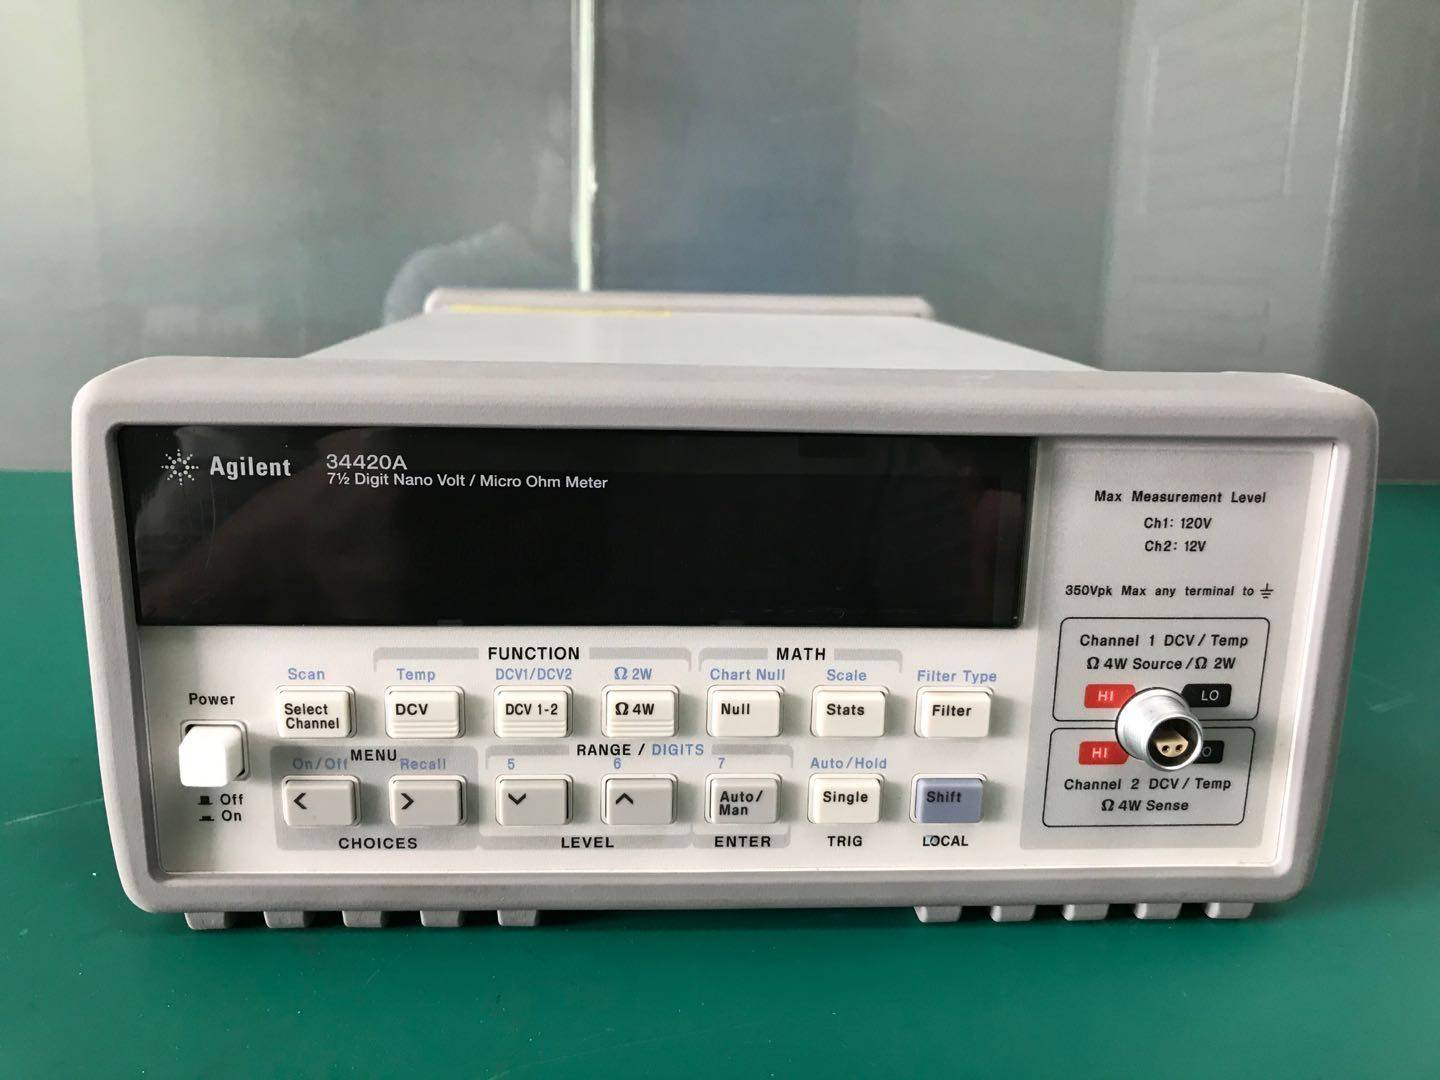 Agilent 34420A
7½ Digit Nano Volt / Micro Ohm Meter
Max Measurement Level
Ch1: 120V
Ch2: 12V
350Vpk Max any terminal to ⏚
Channel 1 DCV / Temp
Ω 4W Source / Ω 2W
HI LO
HI
Channel 2 DCV / Temp
Ω 4W Sense
FUNCTION MATH
Scan Temp DCV1/DCV2 Ω 2W Chart Null Scale Filter Type
Power
Select Channel DCV DCV 1-2 Ω 4W Null Stats Filter
MENU RANGE / DIGITS
On/Off Recall 5 6 7 Auto/Hold
< > ∨ ∧ Auto/ Man Single Shift
Off
On
CHOICES LEVEL ENTER TRIG LOCAL